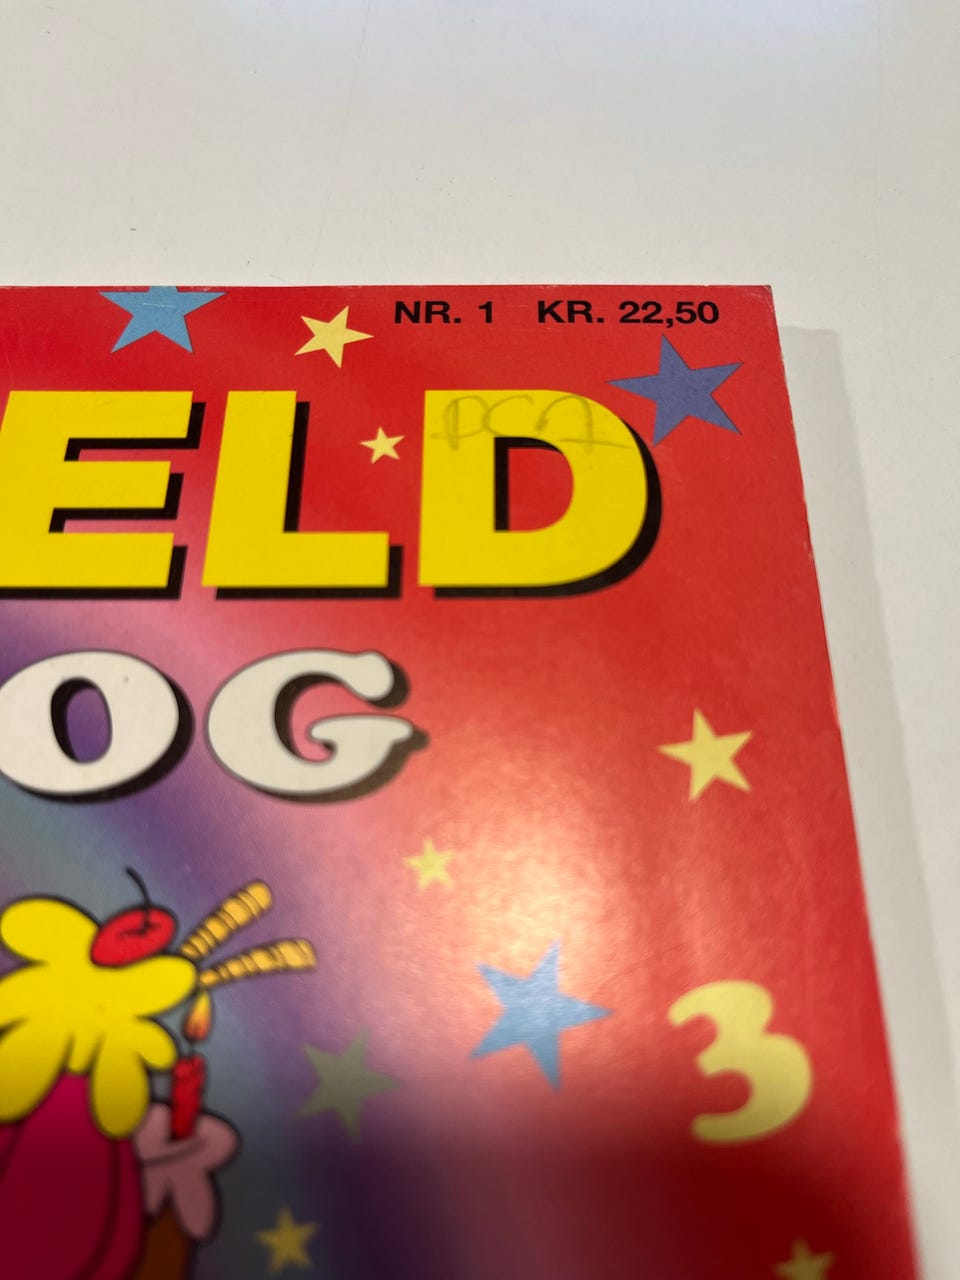 NR. 1 KR. 22,50
ELD
OG
3